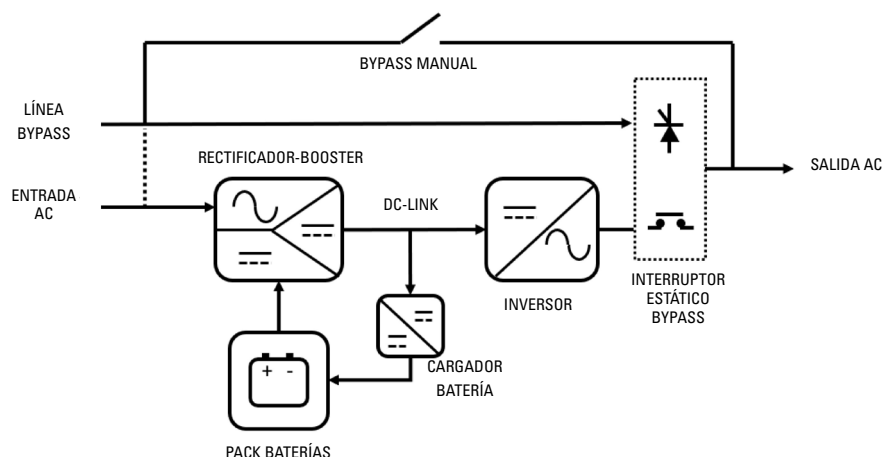 BYPASS MANUAL
LÍNEA
BYPASS
RECTIFICADOR-BOOSTER
SALIDA AC
ENTRADA
AC
DC-LINK
INVERSOR
INTERRUPTOR
ESTÁTICO
BYPASS
CARGADOR
BATERÍA
+ -
PACK BATERÍAS